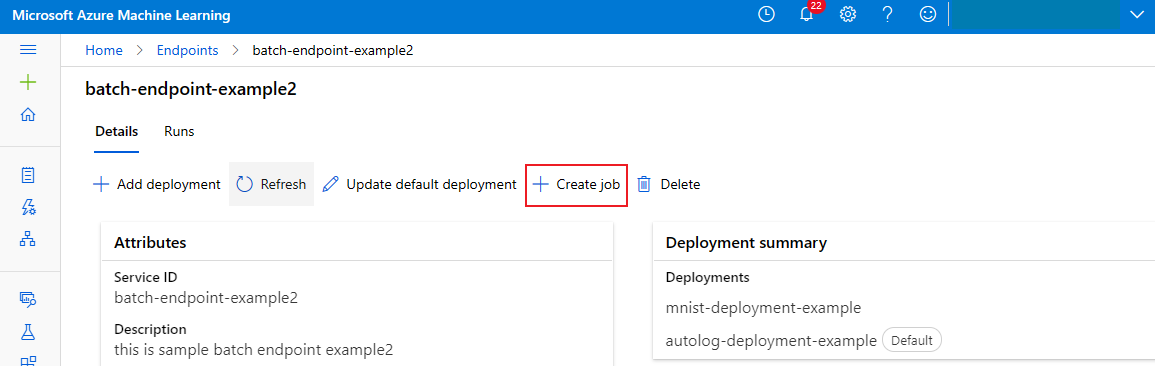 Microsoft Azure Machine Learning
22
Home > Endpoints > batch-endpoint-example2
batch-endpoint-example2
Details Runs
Add deployment Refresh Update default deployment Create job Delete
Attributes
Service ID
batch-endpoint-example2
Description
this is sample batch endpoint example2
Deployment summary
Deployments
mnist-deployment-example
autolog-deployment-example Default